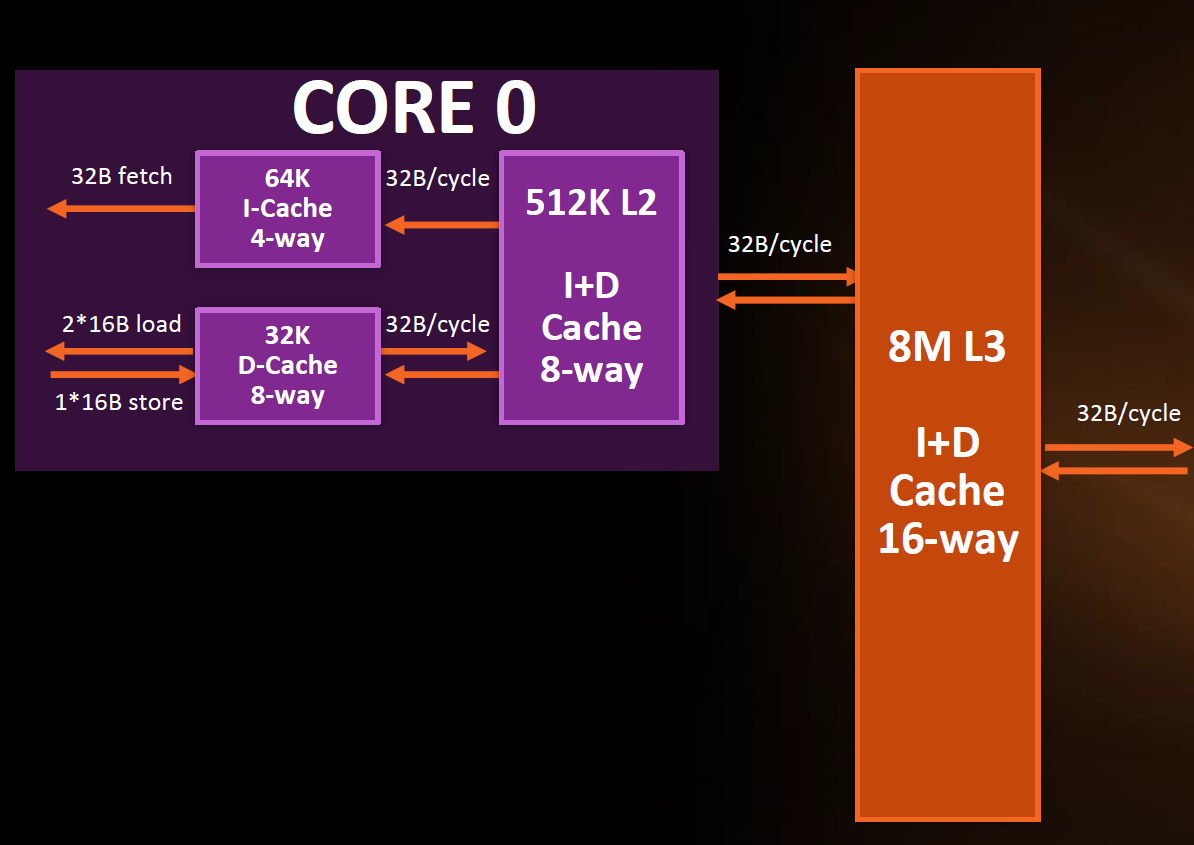 CORE 0
32B fetch
64K
I-Cache
4-way
32B/cycle
512K L2
I+D
Cache
8-way
2*16B load
1*16B store
32K
D-Cache
8-way
32B/cycle
32B/cycle
8M L3
I+D
Cache
16-way
32B/cycle